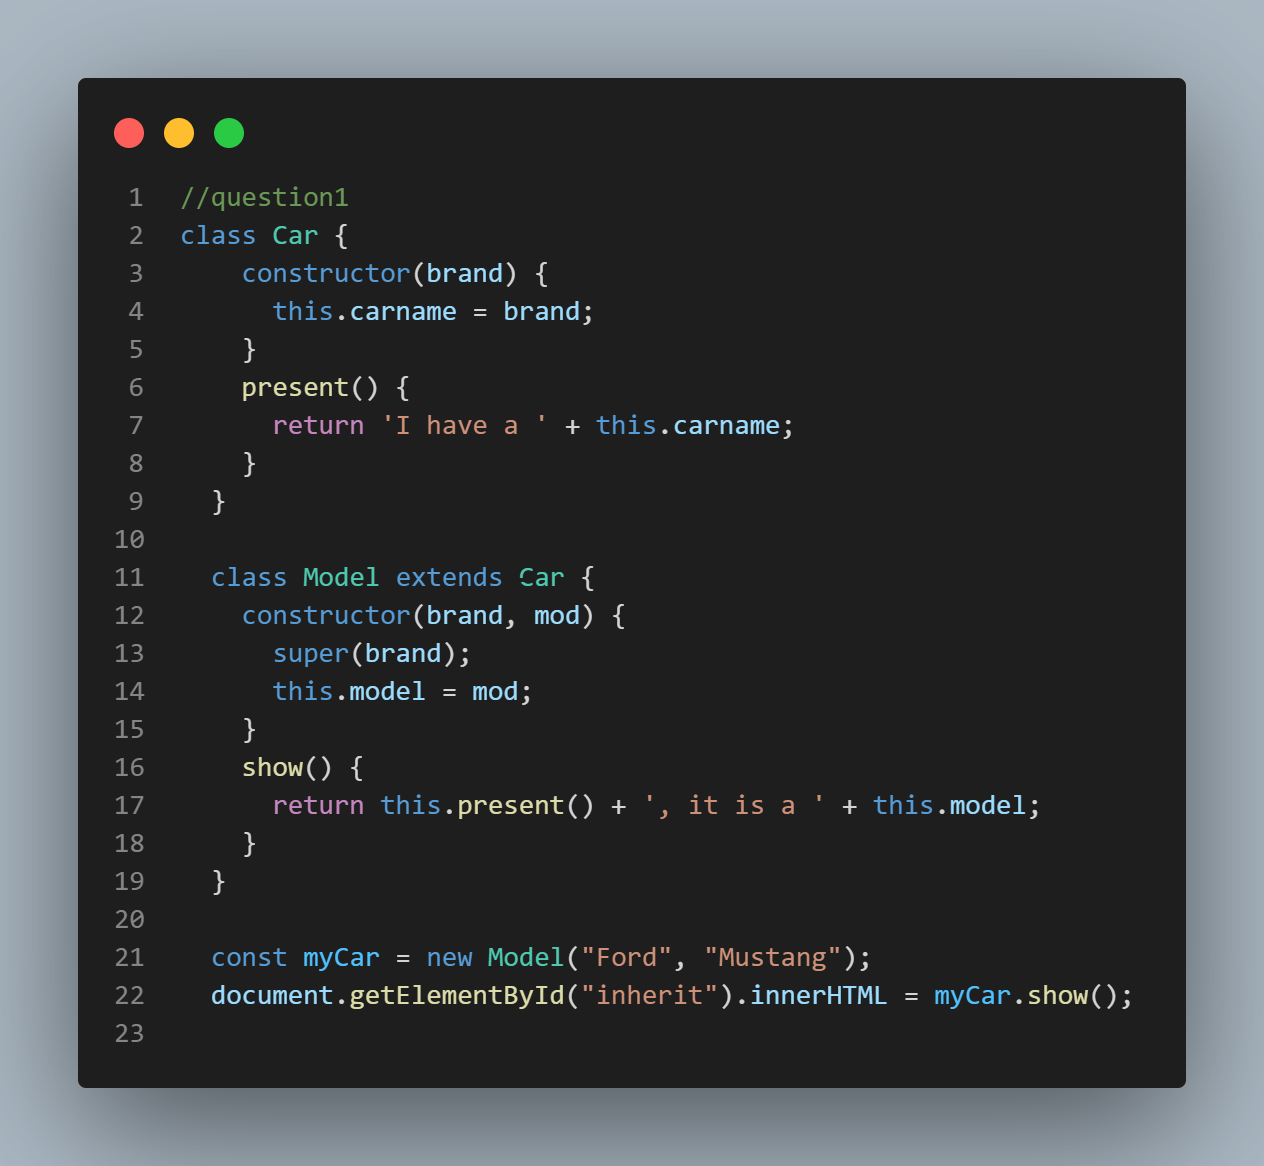 1 //question1
2 class Car {
3     constructor(brand) {
4       this.carname = brand;
5     }
6     present() {
7       return 'I have a ' + this.carname;
8     }
9   }
10
11   class Model extends Car {
12     constructor(brand, mod) {
13       super(brand);
14       this.model = mod;
15     }
16     show() {
17       return this.present() + ', it is a ' + this.model;
18     }
19   }
20
21   const myCar = new Model("Ford", "Mustang");
22   document.getElementById("inherit").innerHTML = myCar.show();
23